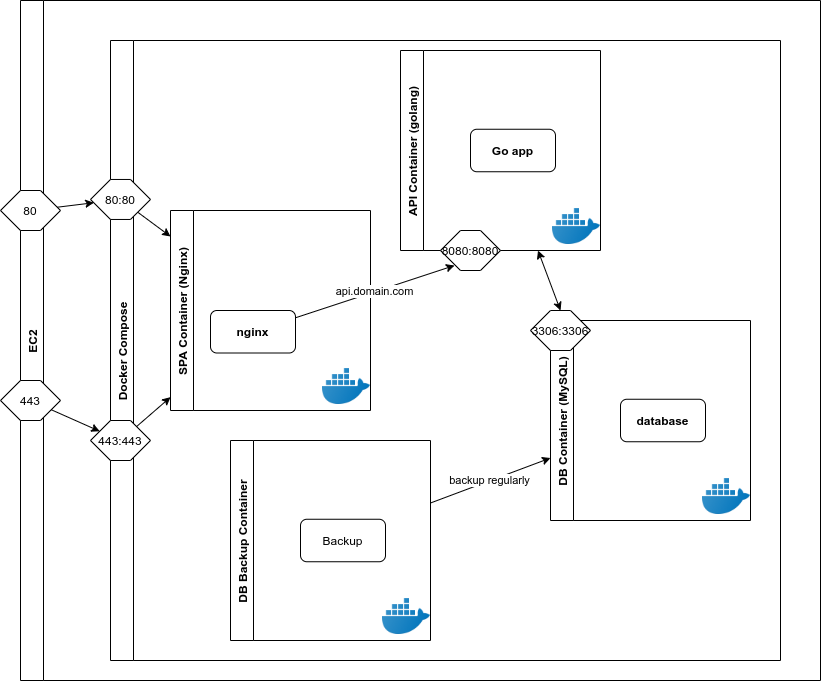 API Container (golang)
Go app
80
80:80
8080:8080
SPA Container (Nginx)
api.domain.com
nginx
EC2
Docker Compose
3306:3306
443
443:443
DB Container (MySQL)
database
backup regularly
DB Backup Container
Backup